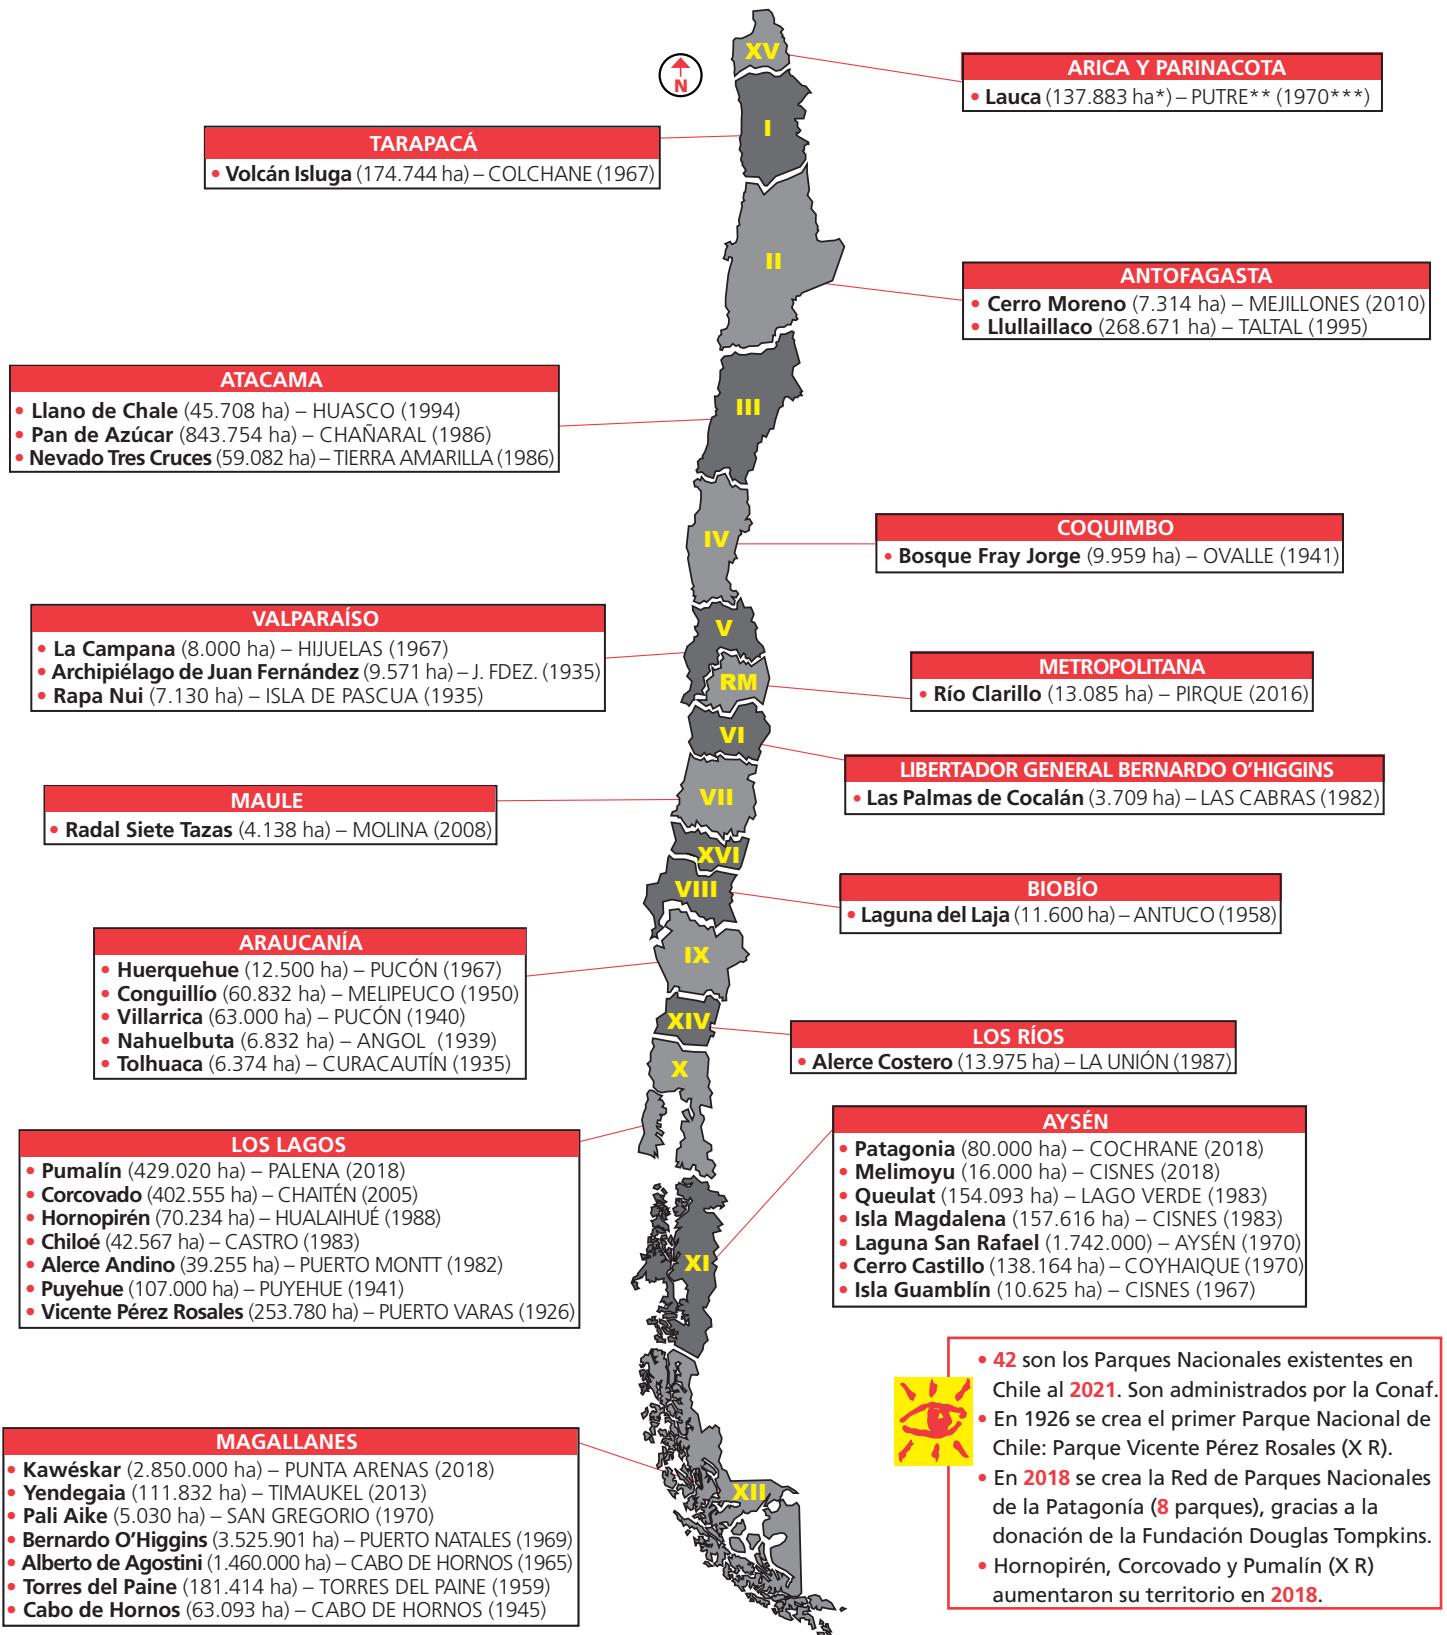 XV
N
ARICA Y PARINACOTA
• Lauca (137.883 ha*) – PUTRE** (1970***)
I
TARAPACÁ
• Volcán Isluga (174.744 ha) – COLCHANE (1967)
II
ANTOFAGASTA
• Cerro Moreno (7.314 ha) – MEJILLONES (2010)
• Llullaillaco (268.671 ha) – TALTAL (1995)
ATACAMA
• Llano de Chale (45.708 ha) – HUASCO (1994)
• Pan de Azúcar (843.754 ha) – CHAÑARAL (1986)
• Nevado Tres Cruces (59.082 ha) – TIERRA AMARILLA (1986)
III
IV
COQUIMBO
• Bosque Fray Jorge (9.959 ha) – OVALLE (1941)
VALPARAÍSO
• La Campana (8.000 ha) – HIJUELAS (1967)
• Archipiélago de Juan Fernández (9.571 ha) – J. FDEZ. (1935)
• Rapa Nui (7.130 ha) – ISLA DE PASCUA (1935)
V
RM
METROPOLITANA
• Río Clarillo (13.085 ha) – PIRQUE (2016)
VI
LIBERTADOR GENERAL BERNARDO O’HIGGINS
• Las Palmas de Cocalán (3.709 ha) – LAS CABRAS (1982)
MAULE
• Radal Siete Tazas (4.138 ha) – MOLINA (2008)
VII
XVI
VIII
BIOBÍO
• Laguna del Laja (11.600 ha) – ANTUCO (1958)
ARAUCANÍA
• Huerquehue (12.500 ha) – PUCÓN (1967)
• Conguillío (60.832 ha) – MELIPEUCO (1950)
• Villarrica (63.000 ha) – PUCÓN (1940)
• Nahuelbuta (6.832 ha) – ANGOL (1939)
• Tolhuaca (6.374 ha) – CURACAUTÍN (1935)
IX
XIV
LOS RÍOS
• Alerce Costero (13.975 ha) – LA UNIÓN (1987)
X
LOS LAGOS
• Pumalín (429.020 ha) – PALENA (2018)
• Corcovado (402.555 ha) – CHAITÉN (2005)
• Hornopirén (70.234 ha) – HUALAIHUÉ (1988)
• Chiloé (42.567 ha) – CASTRO (1983)
• Alerce Andino (39.255 ha) – PUERTO MONTT (1982)
• Puyehue (107.000 ha) – PUYEHUE (1941)
• Vicente Pérez Rosales (253.780 ha) – PUERTO VARAS (1926)
AYSÉN
• Patagonia (80.000 ha) – COCHRANE (2018)
• Melimoyu (16.000 ha) – CISNES (2018)
• Queulat (154.093 ha) – LAGO VERDE (1983)
• Isla Magdalena (157.616 ha) – CISNES (1983)
• Laguna San Rafael (1.742.000) – AYSÉN (1970)
• Cerro Castillo (138.164 ha) – COYHAIQUE (1970)
• Isla Guamblín (10.625 ha) – CISNES (1967)
XI
MAGALLANES
• Kawéskar (2.850.000 ha) – PUNTA ARENAS (2018)
• Yendegaia (111.832 ha) – TIMAUKEL (2013)
• Pali Aike (5.030 ha) – SAN GREGORIO (1970)
• Bernardo O’Higgins (3.525.901 ha) – PUERTO NATALES (1969)
• Alberto de Agostini (1.460.000 ha) – CABO DE HORNOS (1965)
• Torres del Paine (181.414 ha) – TORRES DEL PAINE (1959)
• Cabo de Hornos (63.093 ha) – CABO DE HORNOS (1945)
XII
• 42 son los Parques Nacionales existentes en
Chile al 2021. Son administrados por la Conaf.
• En 1926 se crea el primer Parque Nacional de
Chile: Parque Vicente Pérez Rosales (X R).
• En 2018 se crea la Red de Parques Nacionales
de la Patagonía (8 parques), gracias a la
donación de la Fundación Douglas Tompkins.
• Hornopirén, Corcovado y Pumalín (X R)
aumentaron su territorio en 2018.